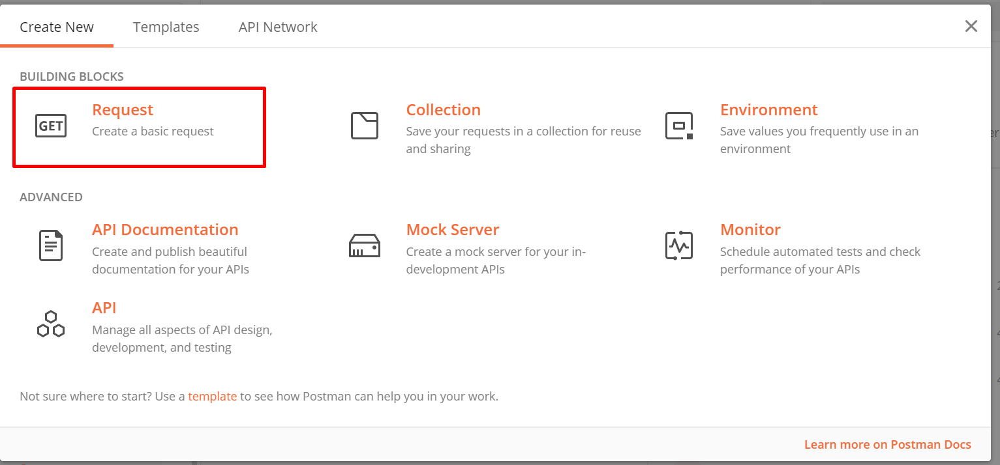 Create New Templates API Network
BUILDING BLOCKS
GET
Request
Create a basic request
Collection
Save your requests in a collection for reuse
and sharing
Environment
Save values you frequently use in an
environment
ADVANCED
API Documentation
Create and publish beautiful
documentation for your APIs
Mock Server
Create a mock server for your in-
development APIs
Monitor
Schedule automated tests and check
performance of your APIs
API
Manage all aspects of API design,
development, and testing
Not sure where to start? Use a template to see how Postman can help you in your work.
Learn more on Postman Docs